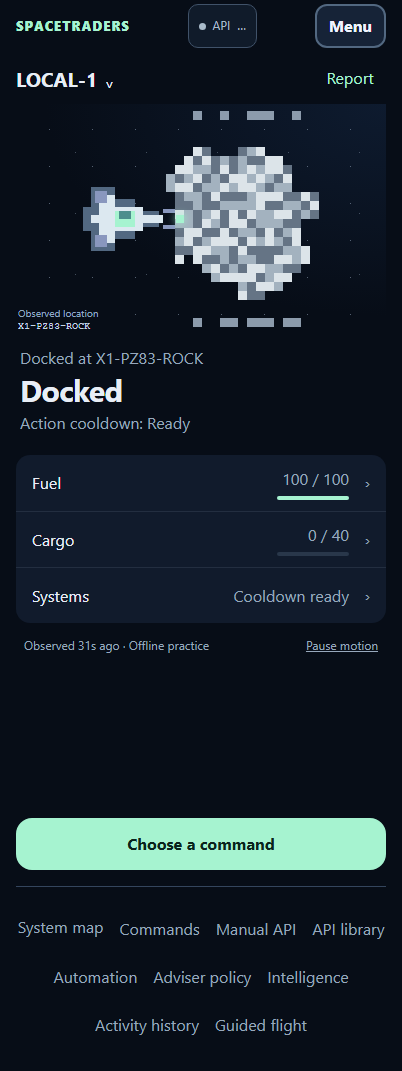 SPACETRADERS
API ...
Menu
LOCAL-1 v
Report
Observed location
X1-PZ83-ROCK
Docked at X1-PZ83-ROCK
Docked
Action cooldown: Ready
Fuel 100 / 100 ›
Cargo 0 / 40 ›
Systems Cooldown ready ›
Observed 31s ago · Offline practice Pause motion
Choose a command
System map Commands Manual API API library
Automation Adviser policy Intelligence
Activity history Guided flight